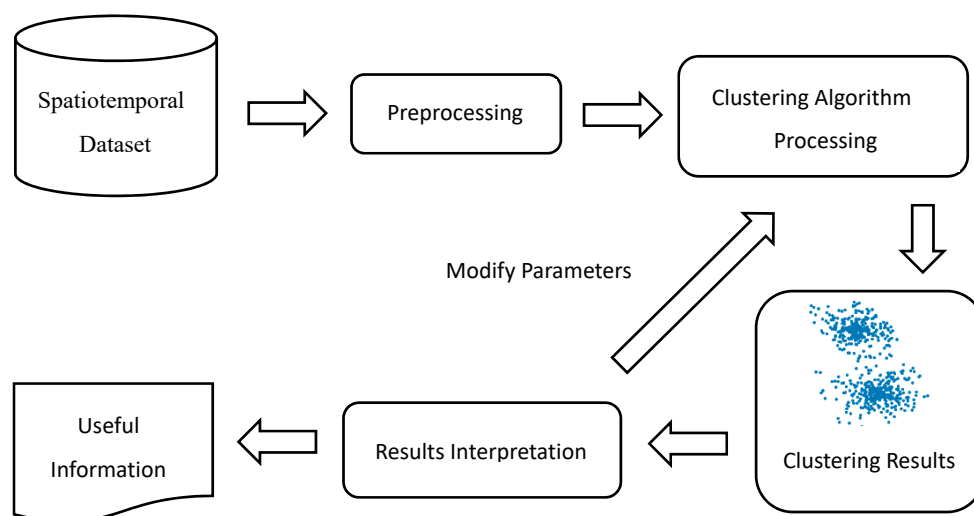 Spatiotemporal
Dataset
Preprocessing
Clustering Algorithm
Processing
Modify Parameters
Clustering Results
Results Interpretation
Useful
Information